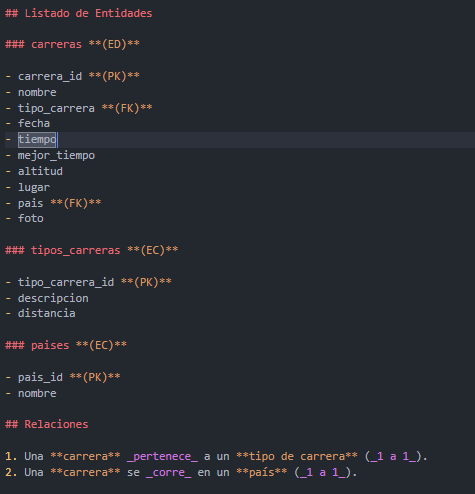 ## Listado de Entidades
### carreras **(ED)**
- carrera_id **(PK)**
- nombre
- tipo_carrera **(FK)**
- fecha
- tiempo
- mejor_tiempo
- altitud
- lugar
- pais **(FK)**
- foto
### tipos_carreras **(EC)**
- tipo_carrera_id **(PK)**
- descripcion
- distancia
### paises **(EC)**
- pais_id **(PK)**
- nombre
## Relaciones
1. Una **carrera** _pertenece_ a un **tipo de carrera** (_1 a 1_).
2. Una **carrera** se _corre_ en un **país** (_1 a 1_).